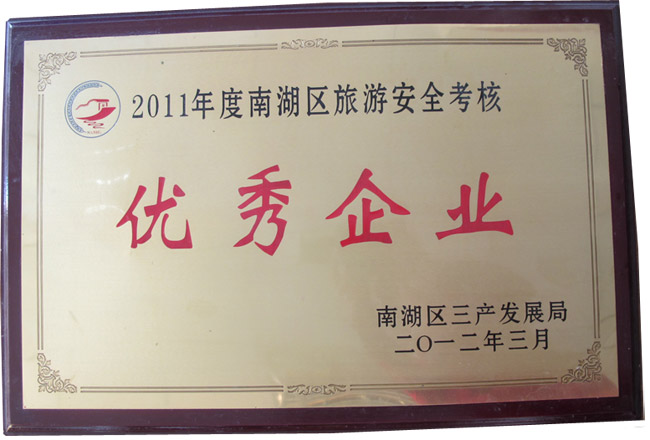 2011年度南湖区旅游安全考核
优秀企业
南湖区三产发展局
二〇一二年三月